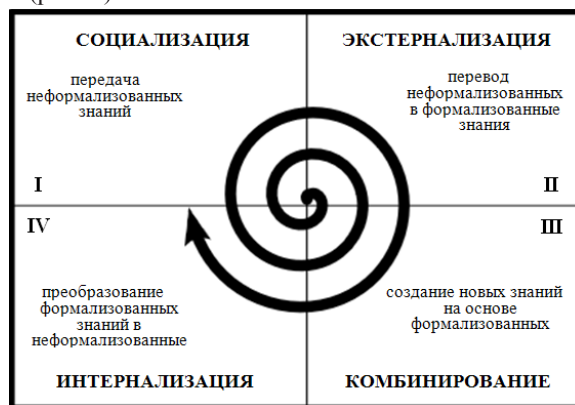 СОЦИАЛИЗАЦИЯ
передача
неформализованных
знаний
I
ЭКСТЕРНАЛИЗАЦИЯ
перевод
неформализованных
в формализованные
знания
II
IV
преобразование
формализованных
знаний в
неформализованные
ИНТЕРНАЛИЗАЦИЯ
III
создание новых знаний
на основе
формализованных
КОМБИНИРОВАНИЕ